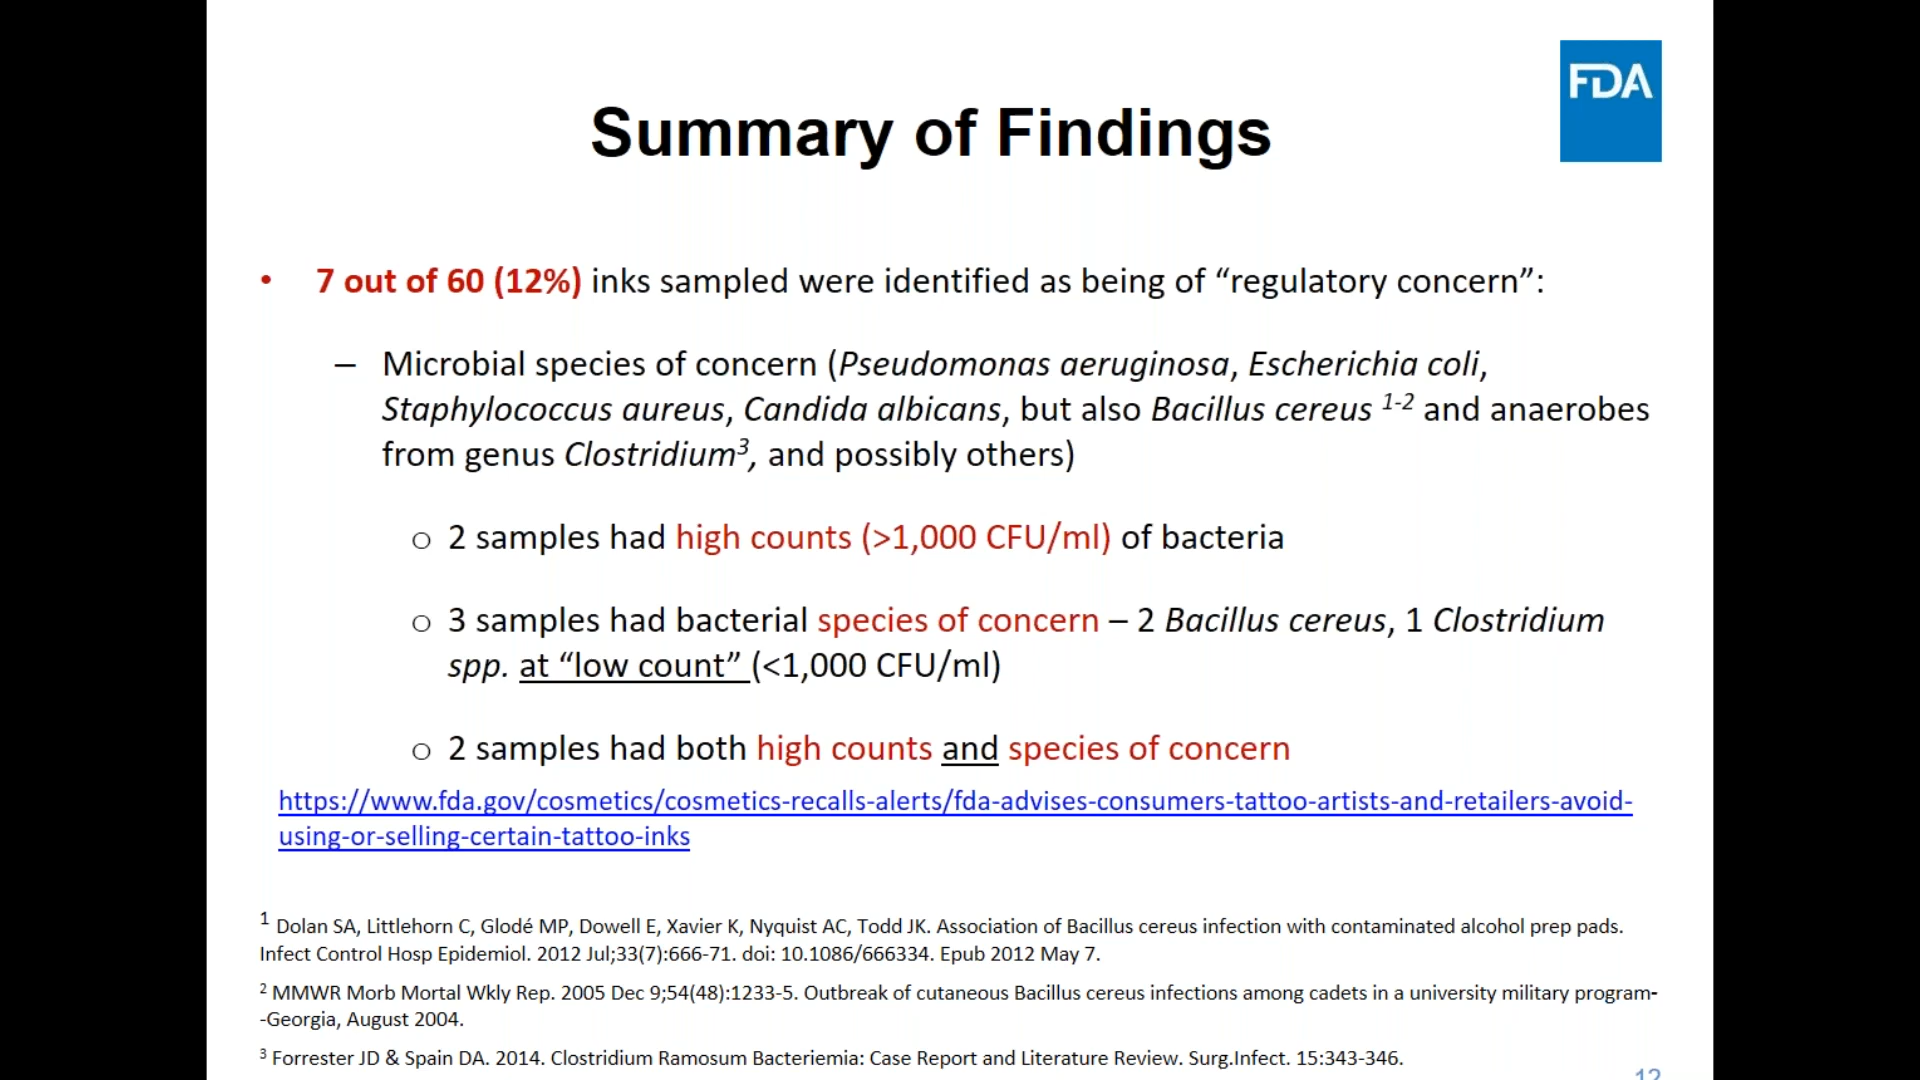 FDA
Summary of Findings
• 7 out of 60 (12%) inks sampled were identified as being of “regulatory concern”:
– Microbial species of concern (Pseudomonas aeruginosa, Escherichia coli,
Staphylococcus aureus, Candida albicans, but also Bacillus cereus 1-2 and anaerobes
from genus Clostridium3, and possibly others)
o 2 samples had high counts (>1,000 CFU/ml) of bacteria
o 3 samples had bacterial species of concern – 2 Bacillus cereus, 1 Clostridium
spp. at “low count” (<1,000 CFU/ml)
o 2 samples had both high counts and species of concern
https://www.fda.gov/cosmetics/cosmetics-recalls-alerts/fda-advises-consumers-tattoo-artists-and-retailers-avoid-
using-or-selling-certain-tattoo-inks
1 Dolan SA, Littlehorn C, Glodé MP, Dowell E, Xavier K, Nyquist AC, Todd JK. Association of Bacillus cereus infection with contaminated alcohol prep pads.
Infect Control Hosp Epidemiol. 2012 Jul;33(7):666-71. doi: 10.1086/666334. Epub 2012 May 7.
2 MMWR Morb Mortal Wkly Rep. 2005 Dec 9;54(48):1233-5. Outbreak of cutaneous Bacillus cereus infections among cadets in a university military program-
-Georgia, August 2004.
3 Forrester JD & Spain DA. 2014. Clostridium Ramosum Bacteriemia: Case Report and Literature Review. Surg.Infect. 15:343-346.
12